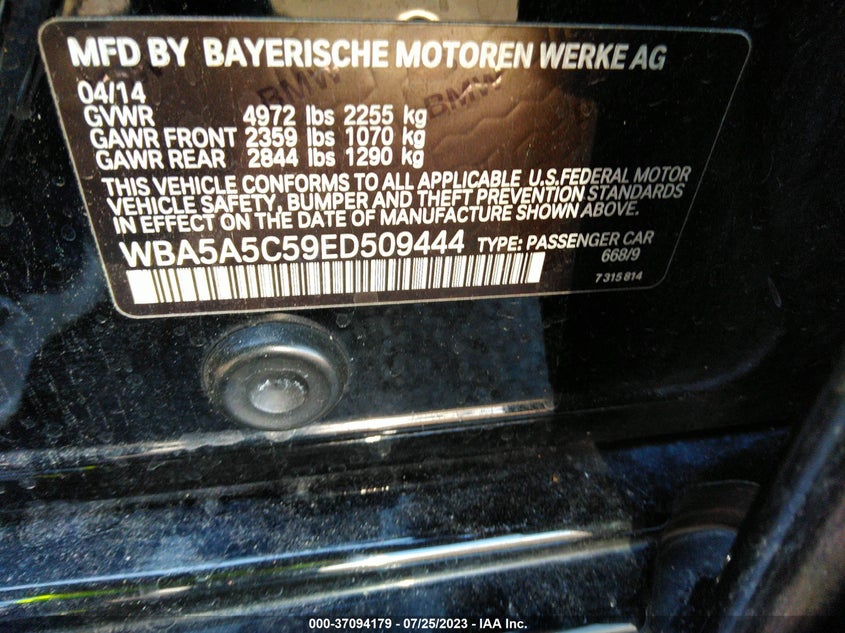 MFD BY BAYERISCHE MOTOREN WERKE AG
BMW BMW
04/14
GVWR 4972 lbs 2255 kg
GAWR FRONT 2359 lbs 1070 kg
GAWR REAR 2844 lbs 1290 kg
THIS VEHICLE CONFORMS TO ALL APPLICABLE U.S.FEDERAL MOTOR
VEHICLE SAFETY, BUMPER AND THEFT PREVENTION STANDARDS
IN EFFECT ON THE DATE OF MANUFACTURE SHOWN ABOVE.
WBA5A5C59ED509444 TYPE: PASSENGER CAR
668/9
7 315 814
000-37094179 - 07/25/2023 - IAA Inc.